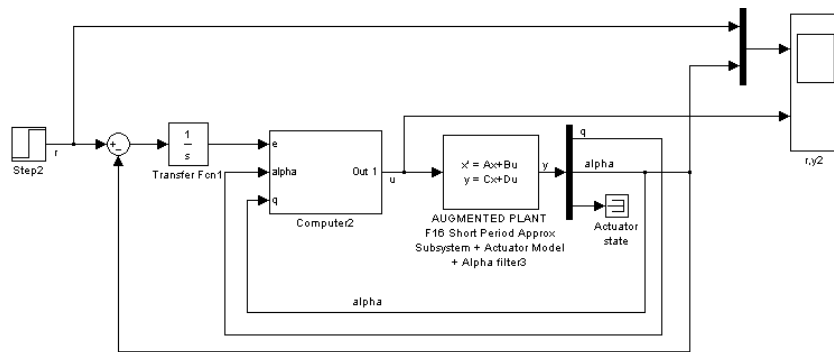 Step2
r
+
−
1
s
Transfer Fcn1
e
alpha
q
Out 1
Computer2
u
x' = Ax+Bu
y = Cx+Du
AUGMENTED PLANT
F16 Short Period Approx
Subsystem + Actuator Model
+ Alpha filter3
y
q
alpha
Actuator
state
r,y2
alpha